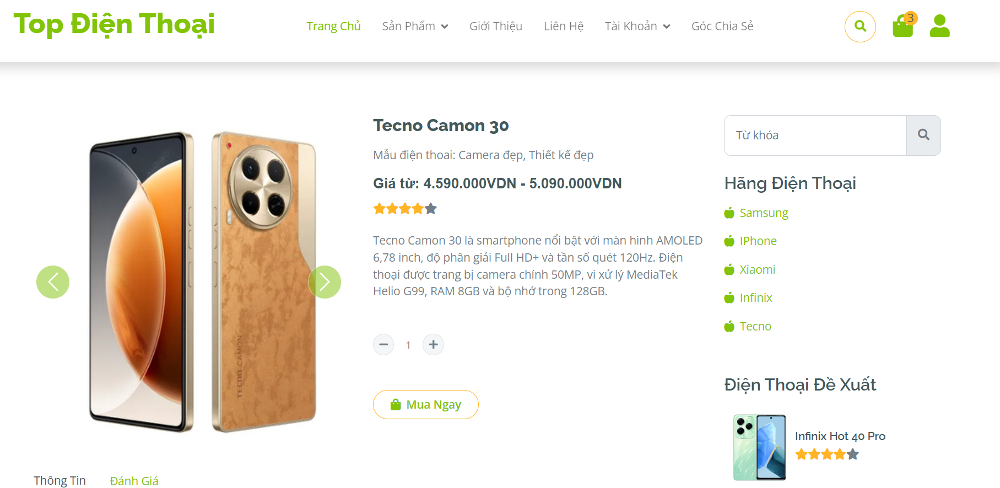 Top Điện Thoại
Trang Chủ
Sản Phẩm
Giới Thiệu
Liên Hệ
Tài Khoản
Góc Chia Sẻ
3
Tecno Camon 30
Mẫu điện thoai: Camera đẹp, Thiết kế đẹp
Giá từ: 4.590.000VDN - 5.090.000VDN
Tecno Camon 30 là smartphone nổi bật với màn hình AMOLED
6,78 inch, độ phân giải Full HD+ và tần số quét 120Hz. Điện
thoại được trang bị camera chính 50MP, vi xử lý MediaTek
Helio G99, RAM 8GB và bộ nhớ trong 128GB.
1
Mua Ngay
TECNO CAMON
Thông Tin
Đánh Giá
Từ khóa
Hãng Điện Thoại
Samsung
IPhone
Xiaomi
Infinix
Tecno
Điện Thoại Đề Xuất
Infinix Hot 40 Pro